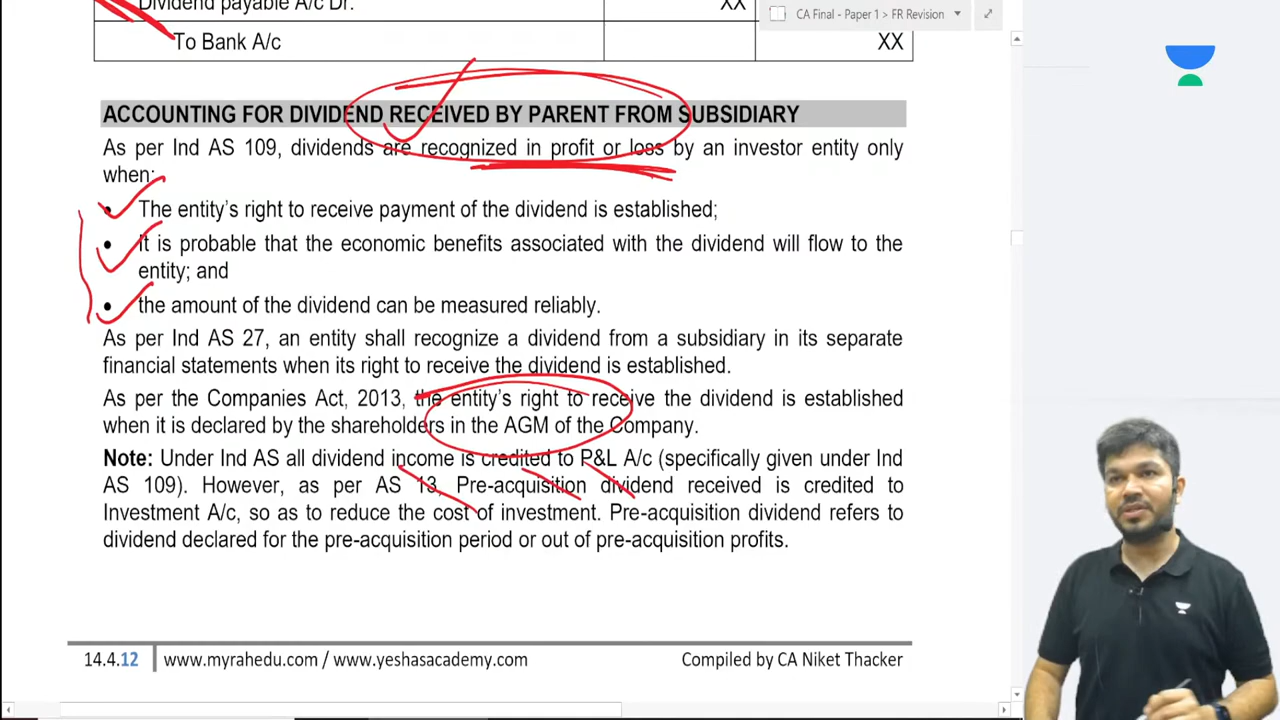 Dividend payable A/c Dr.
XX
CA Final - Paper 1 > FR Revision
To Bank A/c
XX
ACCOUNTING FOR DIVIDEND RECEIVED BY PARENT FROM SUBSIDIARY
As per Ind AS 109, dividends are recognized in profit or loss by an investor entity only
when:
• The entity's right to receive payment of the dividend is established;
• It is probable that the economic benefits associated with the dividend will flow to the
entity; and
• the amount of the dividend can be measured reliably.
As per Ind AS 27, an entity shall recognize a dividend from a subsidiary in its separate
financial statements when its right to receive the dividend is established.
As per the Companies Act, 2013, the entity's right to receive the dividend is established
when it is declared by the shareholders in the AGM of the Company.
Note: Under Ind AS all dividend income is credited to P&L A/c (specifically given under Ind
AS 109). However, as per AS 13, Pre-acquisition dividend received is credited to
Investment A/c, so as to reduce the cost of investment. Pre-acquisition dividend refers to
dividend declared for the pre-acquisition period or out of pre-acquisition profits.
14.4.12 www.myrahedu.com / www.yeshasacademy.com Compiled by CA Niket Thacker